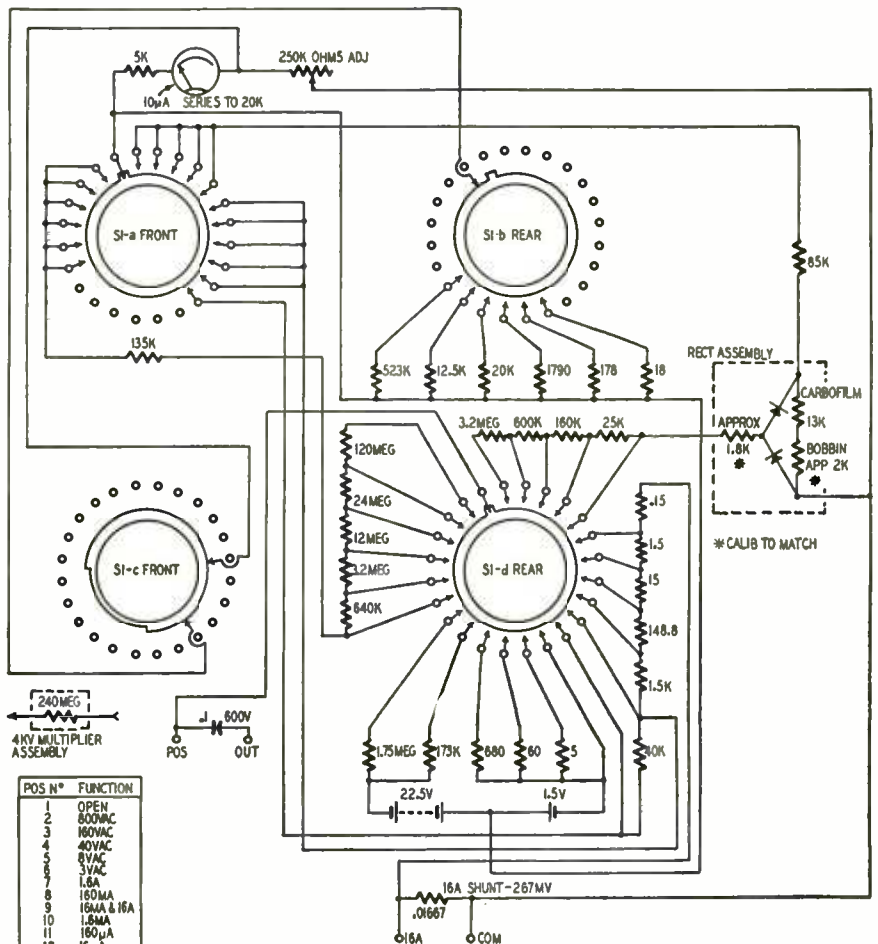 5K
250K OHMS ADJ
10µA SERIES TO 20K
S1-a FRONT
S1-b REAR
85K
135K
523K
12.5K
20K
1790
178
18
RECT ASSEMBLY
CARBOFILM
13K
APPROX
1.8K
*
BOBBIN
APP 2K
*
* CALIB TO MATCH
3.2MEG
600K
160K
25K
120MEG
24MEG
12MEG
3.2MEG
640K
.15
1.5
15
148.8
1.5K
S1-c FRONT
S1-d REAR
240MEG
4KV MULTIPLIER
ASSEMBLY
.1 600V
POS
OUT
1.75MEG
173K
680
60
5
40K
22.5V
1.5V
POS Nº FUNCTION
1 OPEN
2 800VAC
3 160VAC
4 40VAC
5 8VAC
6 3VAC
7 1.6A
8 160MA
9 16MA & 16A
10 1.6MA
11 160µA
16A SHUNT-267MV
.01667
16A
COM